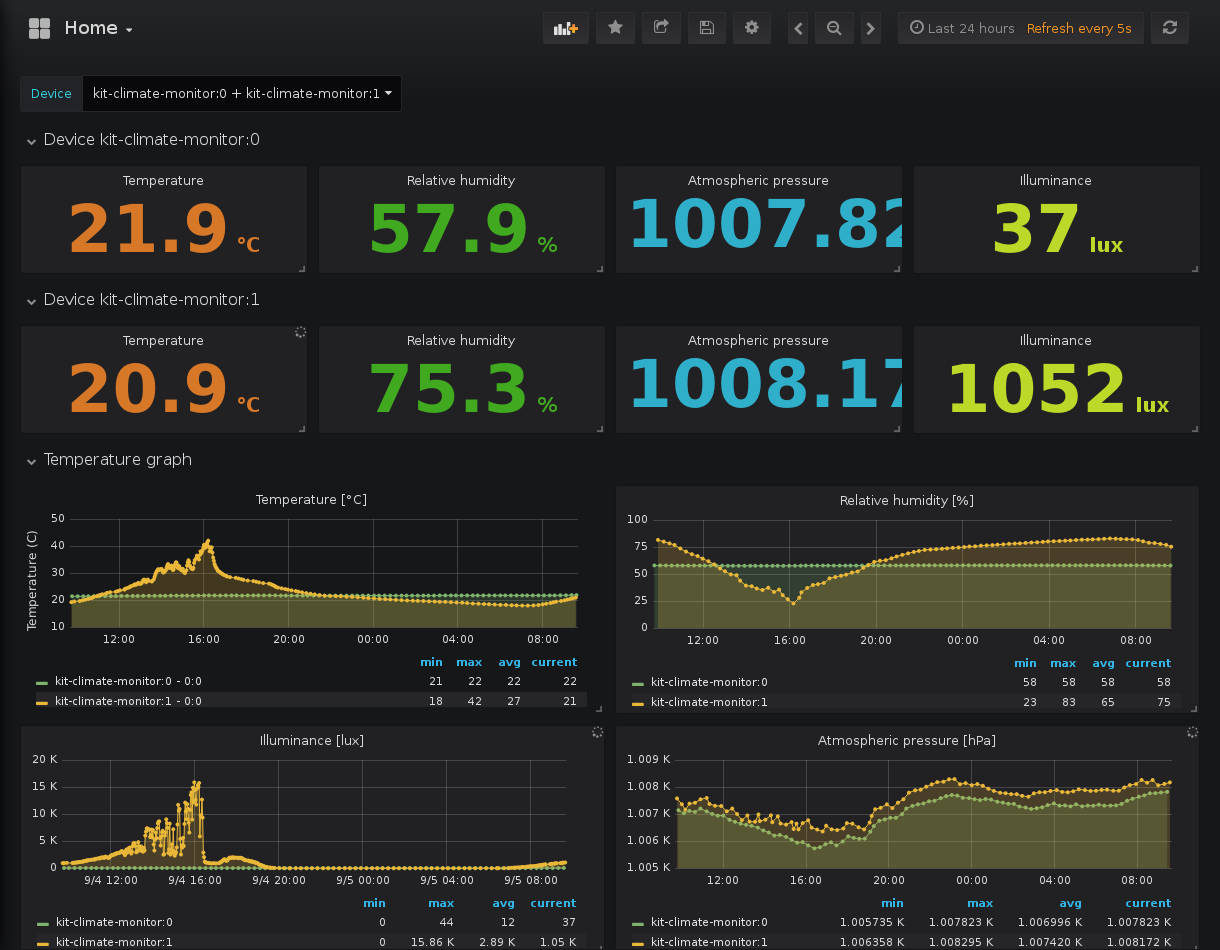 Home
Last 24 hours Refresh every 5s
Device kit-climate-monitor:0 + kit-climate-monitor:1
Device kit-climate-monitor:0
Temperature Relative humidity Atmospheric pressure Illuminance
21.9 °C 57.9 % 1007.82 37 lux
Device kit-climate-monitor:1
Temperature Relative humidity Atmospheric pressure Illuminance
20.9 °C 75.3 % 1008.17 1052 lux
Temperature graph
Temperature [°C]
Temperature (C)
50
40
30
20
10
12:00 16:00 20:00 00:00 04:00 08:00
min max avg current
kit-climate-monitor:0 - 0:0 21 22 22 22
kit-climate-monitor:1 - 0:0 18 42 27 21
Relative humidity [%]
100
75
50
25
0
12:00 16:00 20:00 00:00 04:00 08:00
min max avg current
kit-climate-monitor:0 58 58 58 58
kit-climate-monitor:1 23 83 65 75
Illuminance [lux]
20 K
15 K
10 K
5 K
0
9/4 12:00 9/4 16:00 9/4 20:00 9/5 00:00 9/5 04:00 9/5 08:00
min max avg current
kit-climate-monitor:0 0 44 12 37
kit-climate-monitor:1 0 15.86 K 2.89 K 1.05 K
Atmospheric pressure [hPa]
1.009 K
1.008 K
1.007 K
1.006 K
1.005 K
12:00 16:00 20:00 00:00 04:00 08:00
min max avg current
kit-climate-monitor:0 1.005735 K 1.007823 K 1.006996 K 1.007823 K
kit-climate-monitor:1 1.006358 K 1.008295 K 1.007420 K 1.008172 K